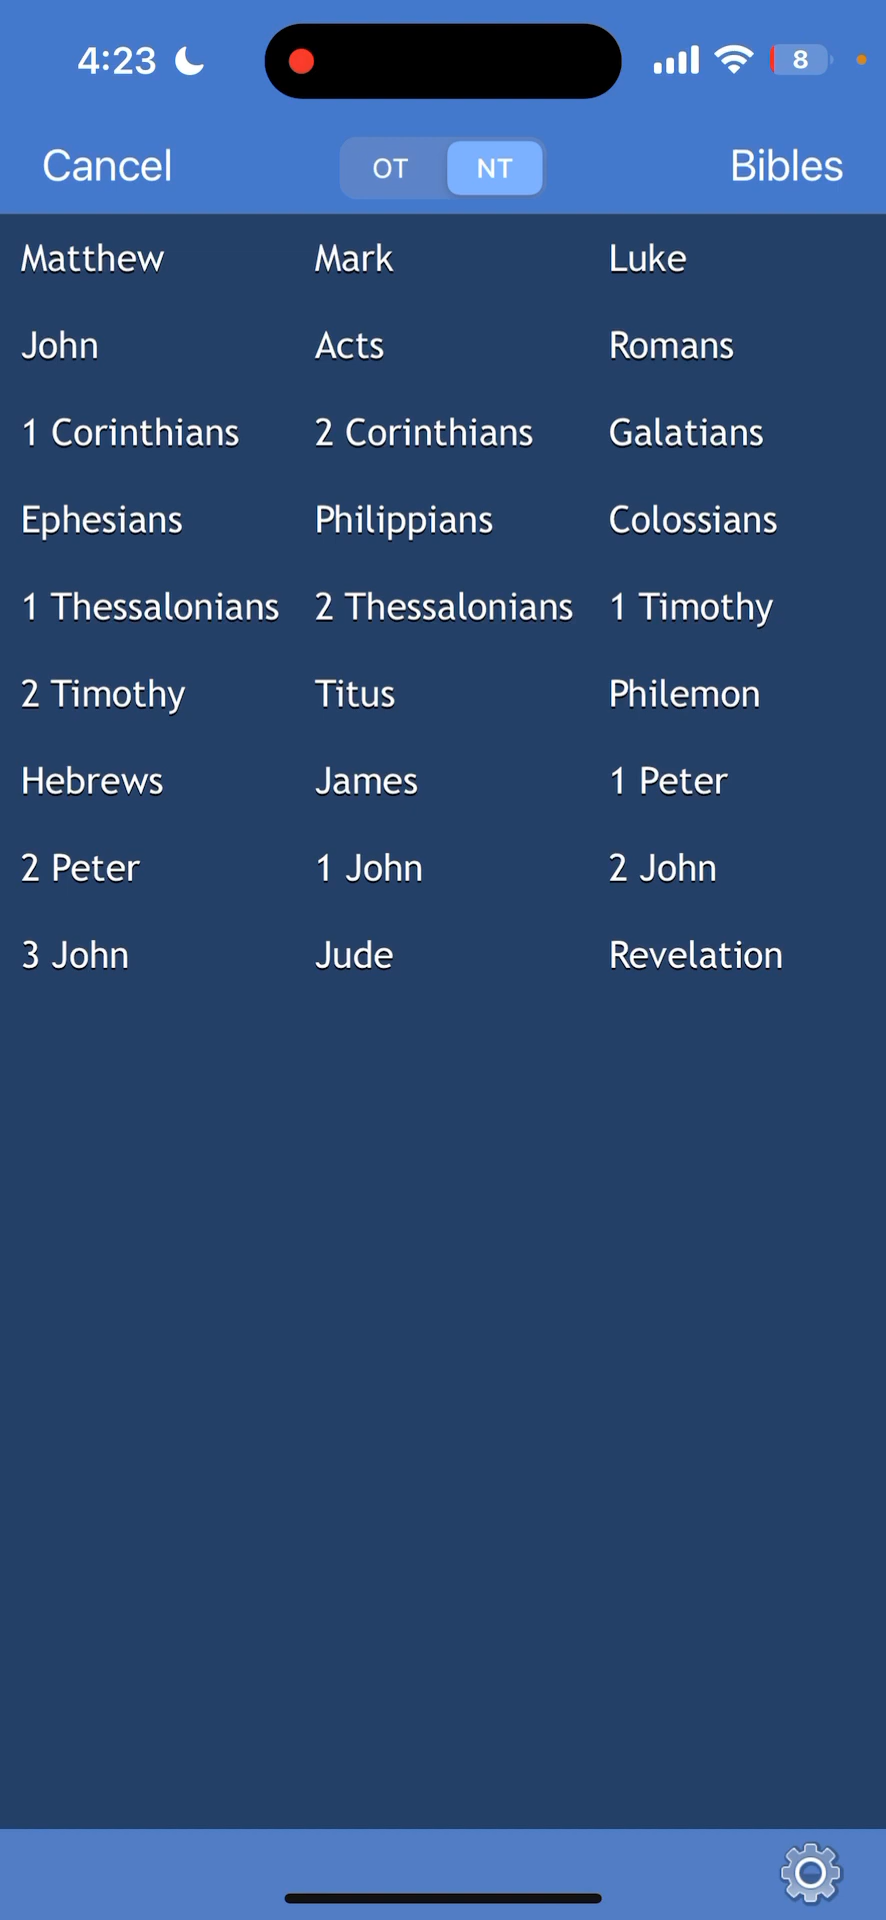 4:23 8
Cancel OT NT Bibles
Matthew Mark Luke
John Acts Romans
1 Corinthians 2 Corinthians Galatians
Ephesians Philippians Colossians
1 Thessalonians 2 Thessalonians 1 Timothy
2 Timothy Titus Philemon
Hebrews James 1 Peter
2 Peter 1 John 2 John
3 John Jude Revelation